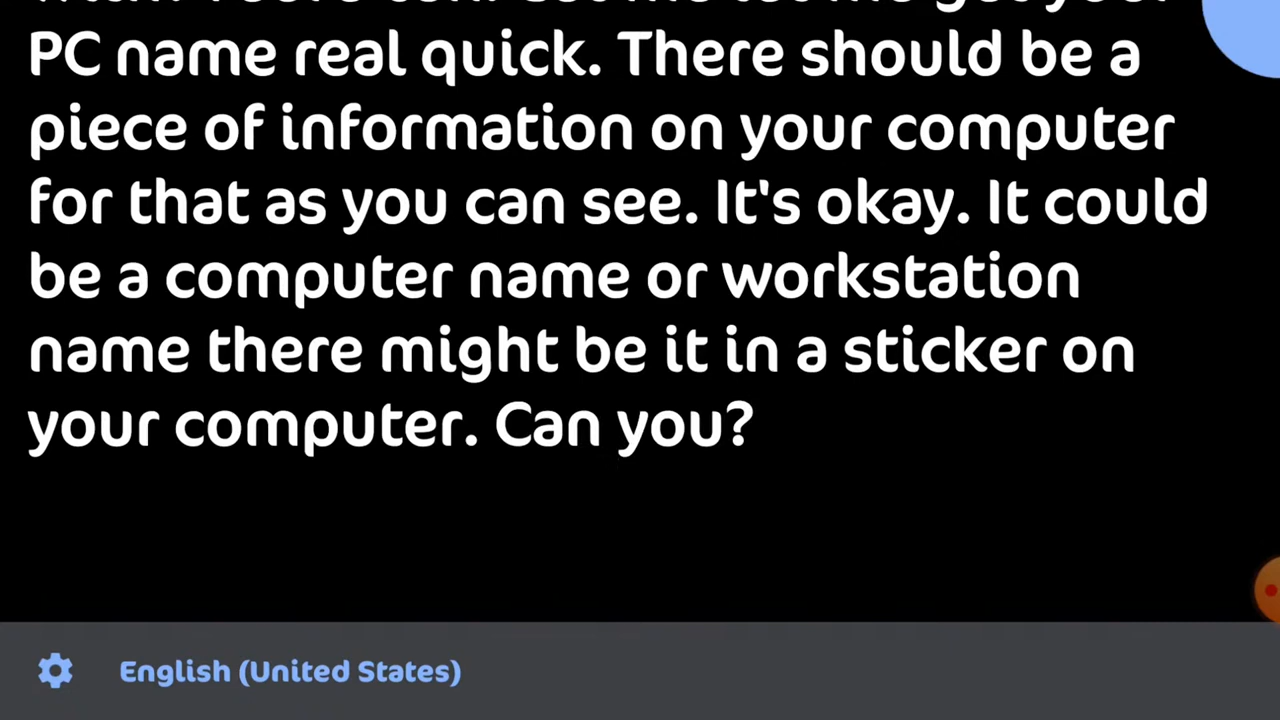 PC name real quick. There should be a
piece of information on your computer
for that as you can see. It's okay. It could
be a computer name or workstation
name there might be it in a sticker on
your computer. Can you?
English (United States)